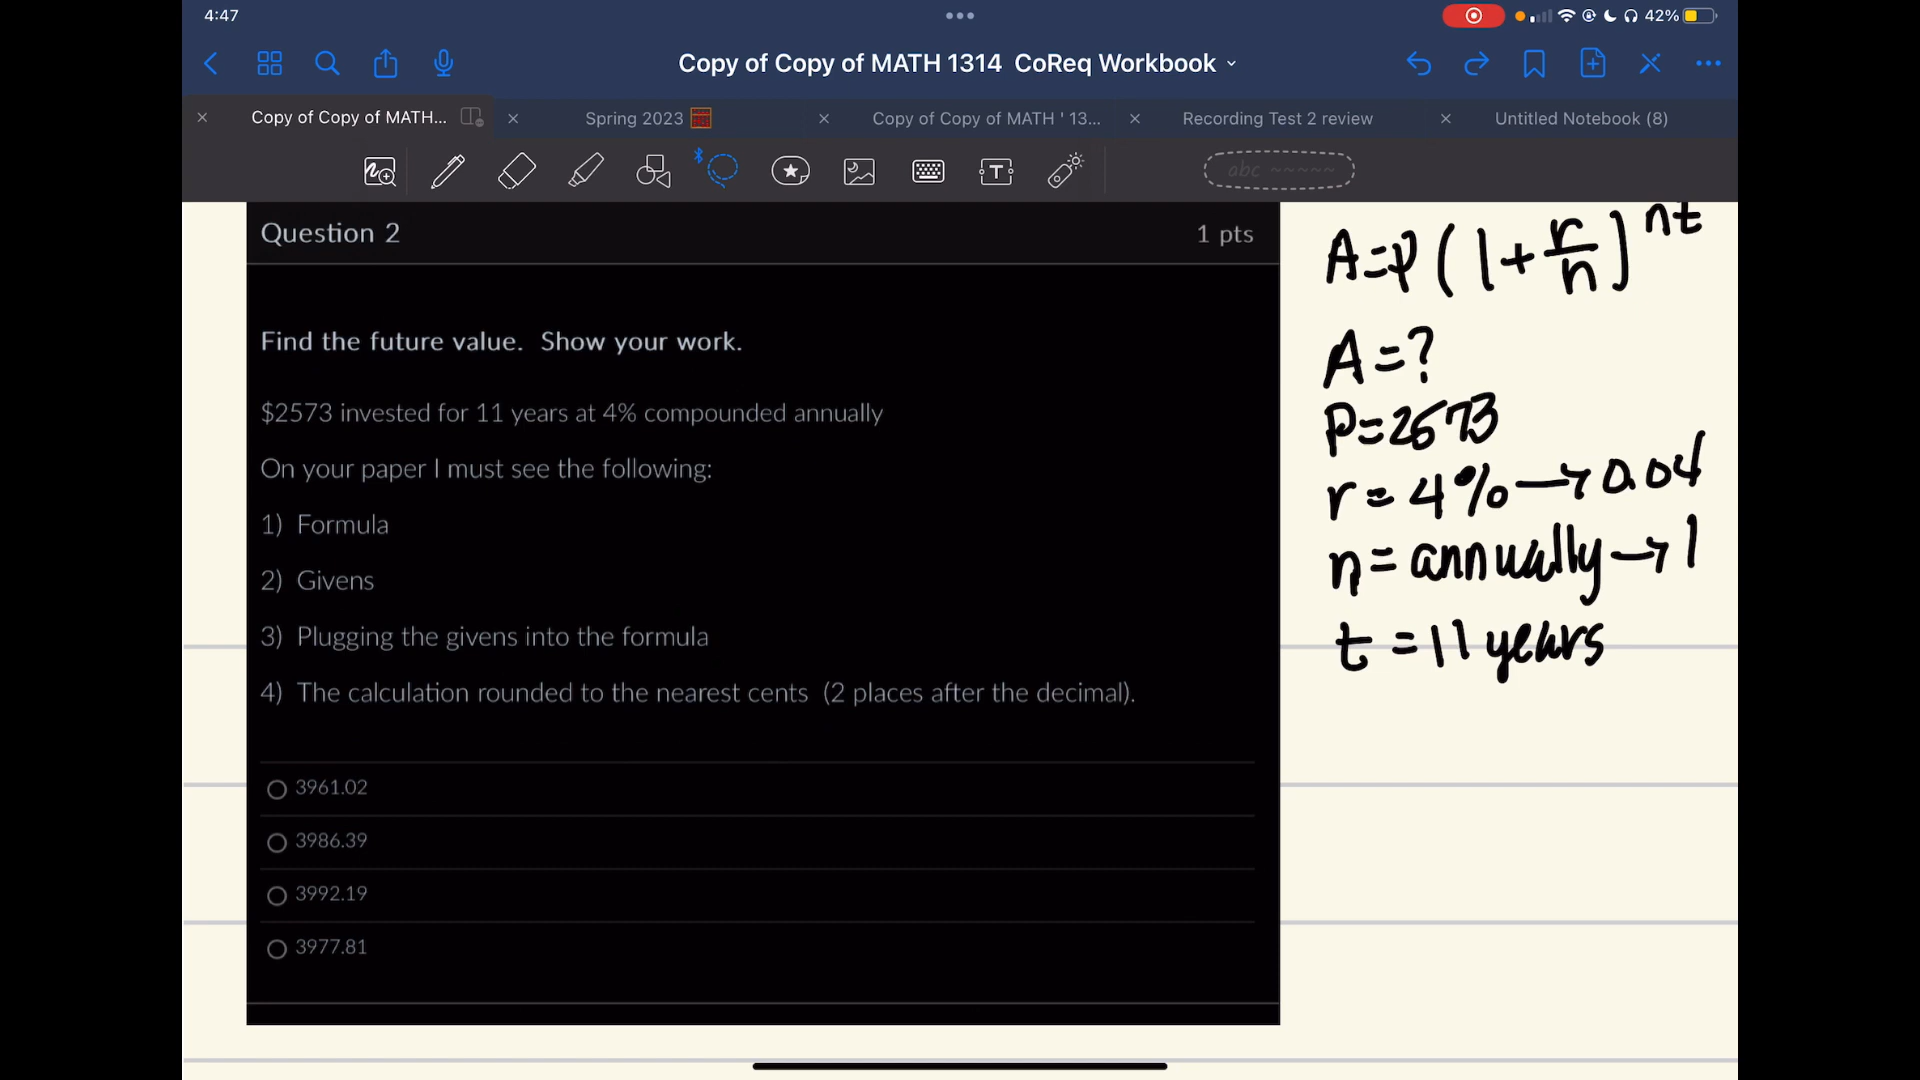 4:47
42%
Copy of Copy of MATH 1314 CoReq Workbook
Copy of Copy of MATH...
Spring 2023
Copy of Copy of MATH ' 13...
Recording Test 2 review
Untitled Notebook (8)
T
abc ~~~~~
Question 2
1 pts
Find the future value. Show your work.
$2573 invested for 11 years at 4% compounded annually
On your paper I must see the following:
1) Formula
2) Givens
3) Plugging the givens into the formula
4) The calculation rounded to the nearest cents (2 places after the decimal).
3961.02
3986.39
3992.19
3977.81
A=P(1+r/n)^nt
A=?
P=2573
r=4%→0.04
n=annually→1
t=11 years